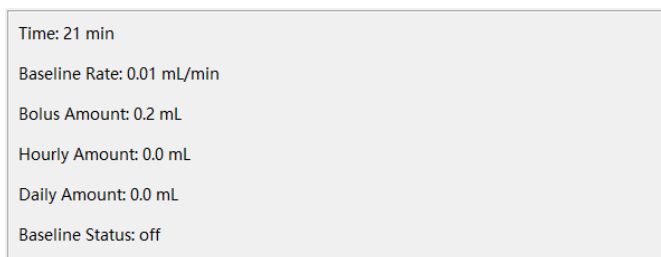 Time: 21 min
Baseline Rate: 0.01 mL/min
Bolus Amount: 0.2 mL
Hourly Amount: 0.0 mL
Daily Amount: 0.0 mL
Baseline Status: off